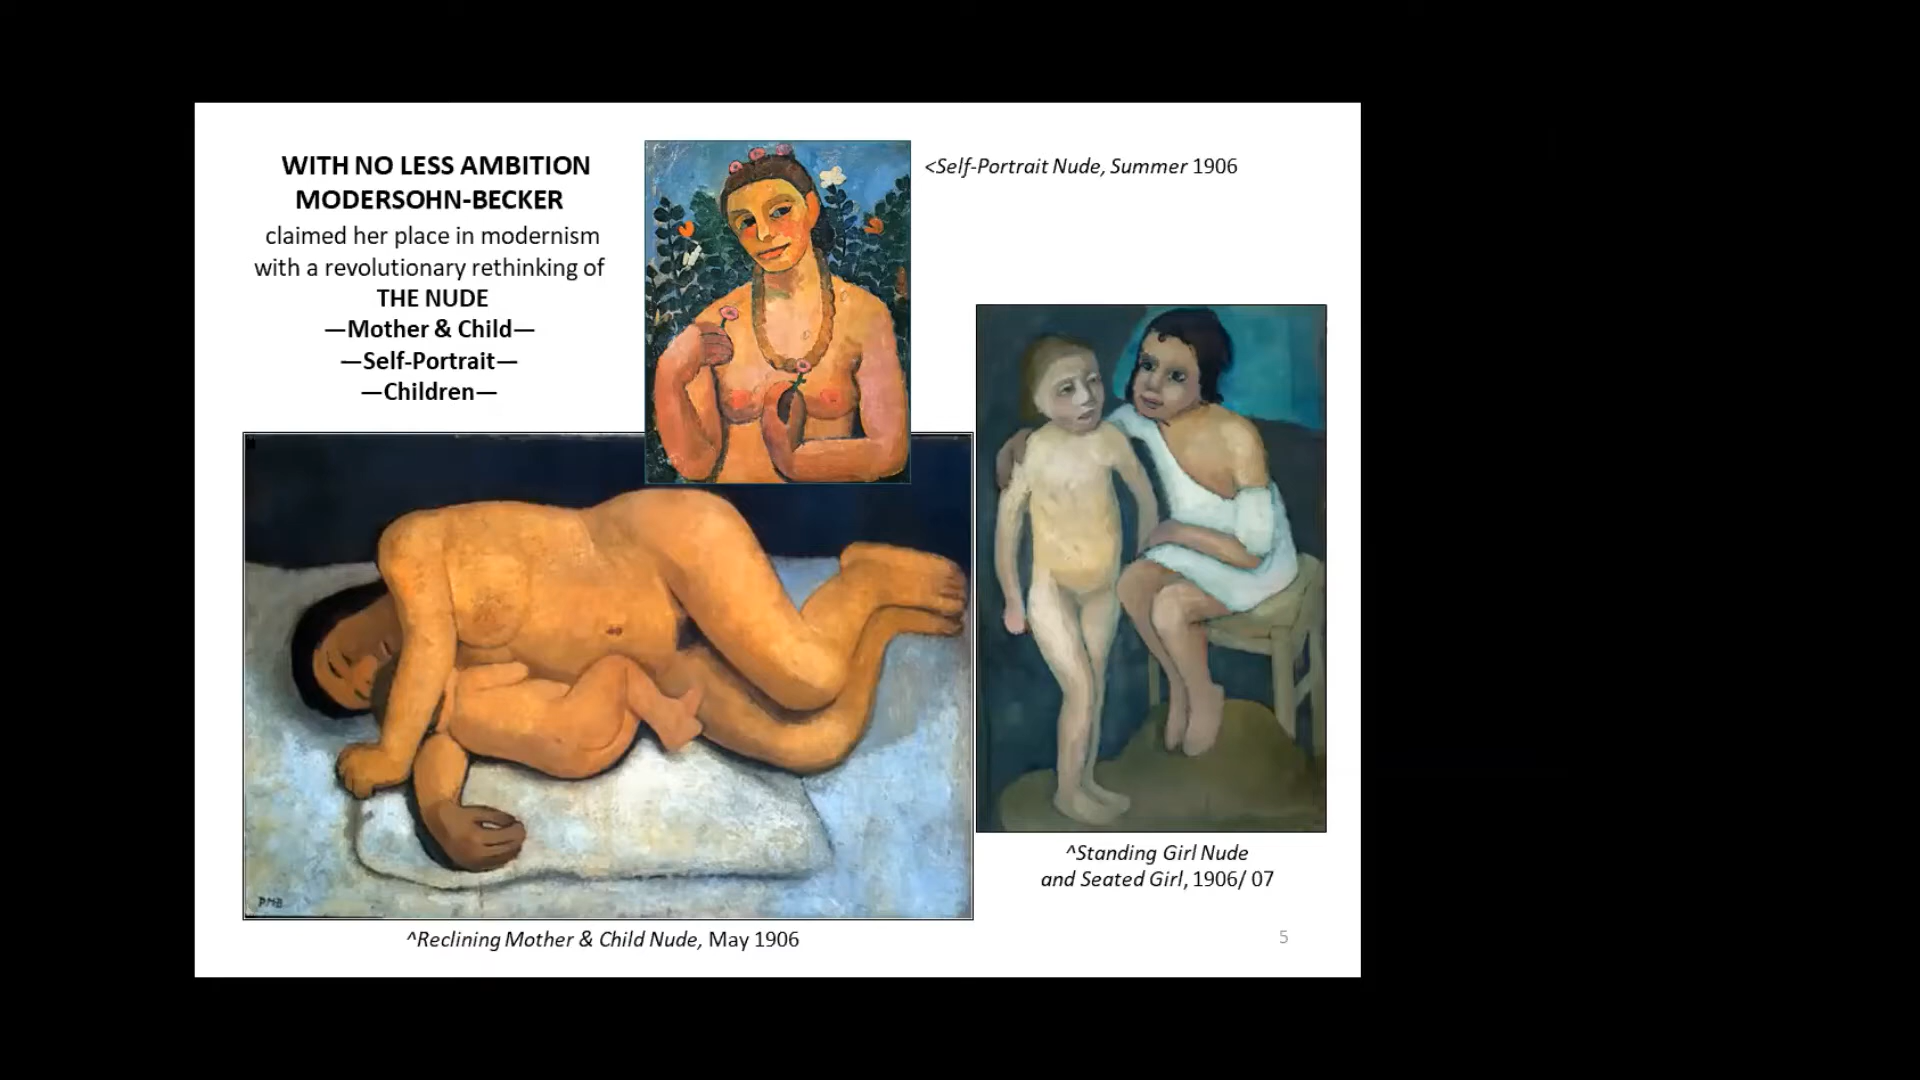 WITH NO LESS AMBITION
MODERSOHN-BECKER
claimed her place in modernism
with a revolutionary rethinking of
THE NUDE
—Mother & Child—
—Self-Portrait—
—Children—
<Self-Portrait Nude, Summer 1906
^Standing Girl Nude
and Seated Girl, 1906/ 07
PMB
^Reclining Mother & Child Nude, May 1906
5